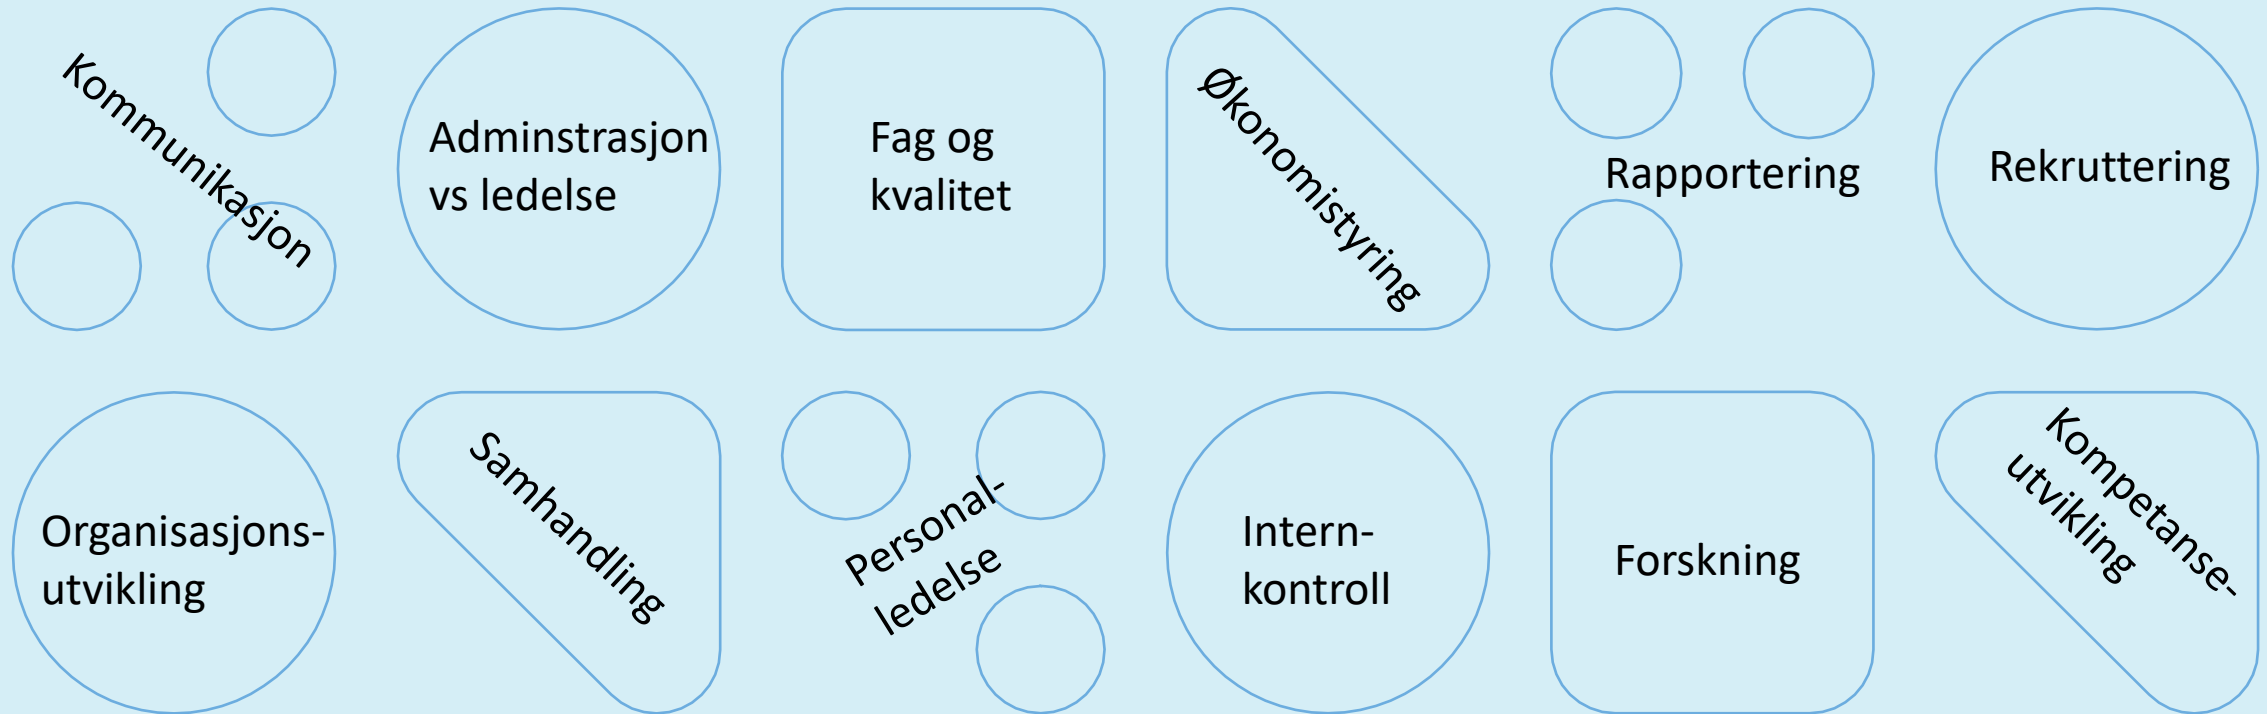 Kommunikasjon
Adminstrasjon
vs ledelse
Fag og
kvalitet
Økonomistyring
Rapportering
Rekruttering
Organisasjons-
utvikling
Samhandling
Personal-
ledelse
Intern-
kontroll
Forskning
Kompetanse-
utvikling